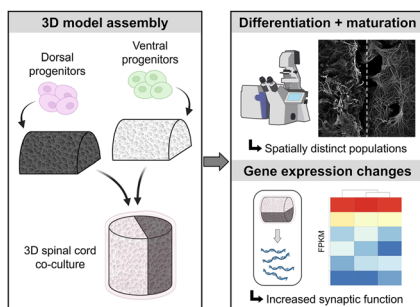 3D model assembly
Dorsal
progenitors
Ventral
progenitors
3D spinal cord
co-culture
Differentiation + maturation
Spatially distinct populations
Gene expression changes
FPKM
Increased synaptic function